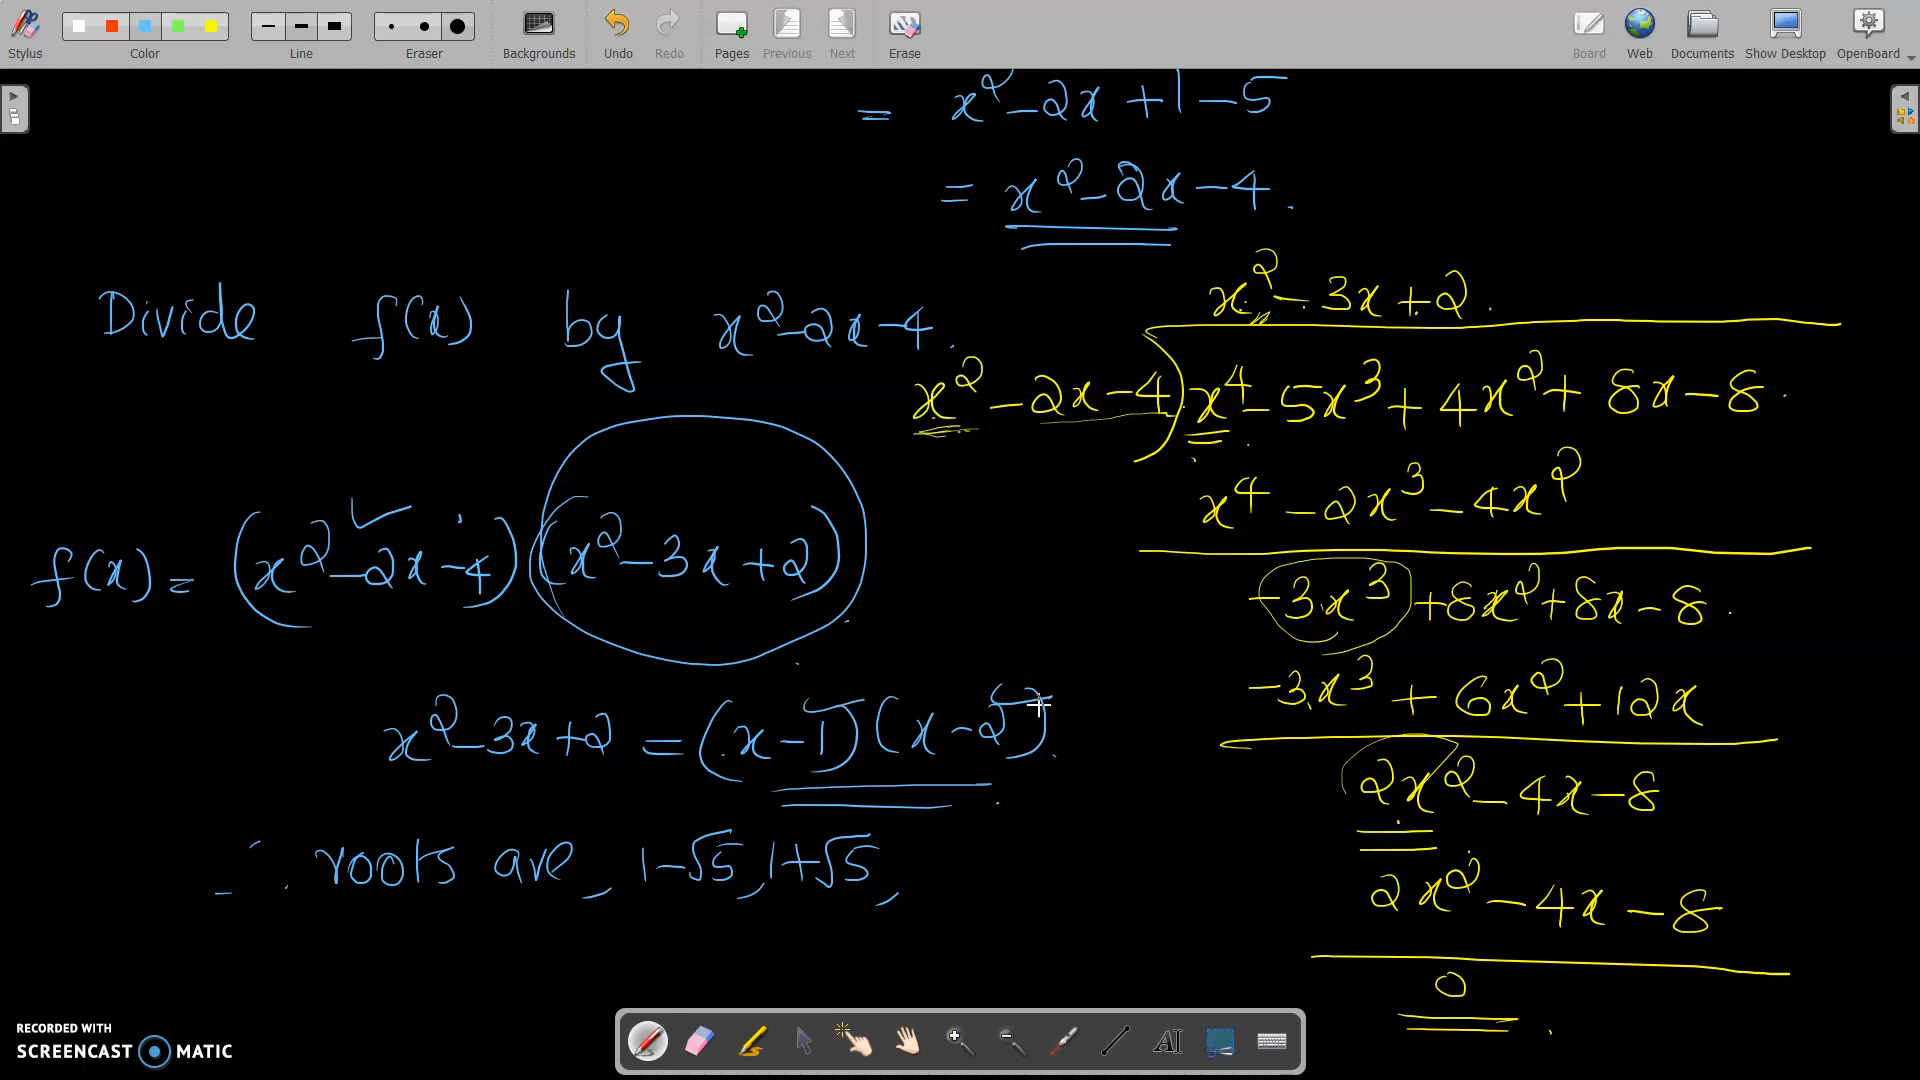 Stylus Color Line Eraser Backgrounds Undo Redo Pages Previous Next Erase Board Web Documents Show Desktop OpenBoard
= x² - 2x + 1 - 5
= x² - 2x - 4.
Divide f(x) by x² - 2x - 4.
f(x) = (x² - 2x - 4)(x² - 3x + 2)
x² - 3x + 2 = (x - 1)(x - 2).
∴ roots are, 1-√5, 1+√5,
x² - 3x + 2.
x² - 2x - 4) x⁴ - 5x³ + 4x² + 8x - 8.
x⁴ - 2x³ - 4x²
-3x³ + 8x² + 8x - 8.
-3x³ + 6x² + 12x
2x² - 4x - 8
2x² - 4x - 8
0
RECORDED WITH
SCREENCAST MATIC